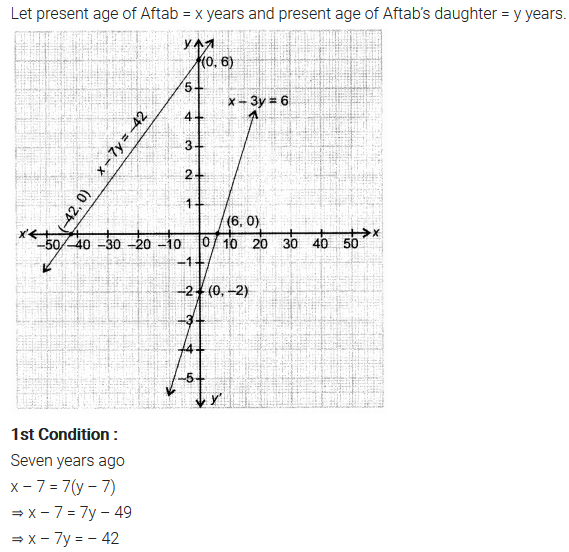 Let present age of Aftab = x years and present age of Aftab's daughter = y years.
y
(0, 6)
5
x – 3y = 6
4
x – 7y = –42
3
2
(–42, 0)
1
(6, 0)
x'
x
–50 –40 –30 –20 –10 0 10 20 30 40 50
–1
–2 (0, –2)
–3
–4
–5
y'
1st Condition :
Seven years ago
x – 7 = 7(y – 7)
⇒ x – 7 = 7y – 49
⇒ x – 7y = – 42